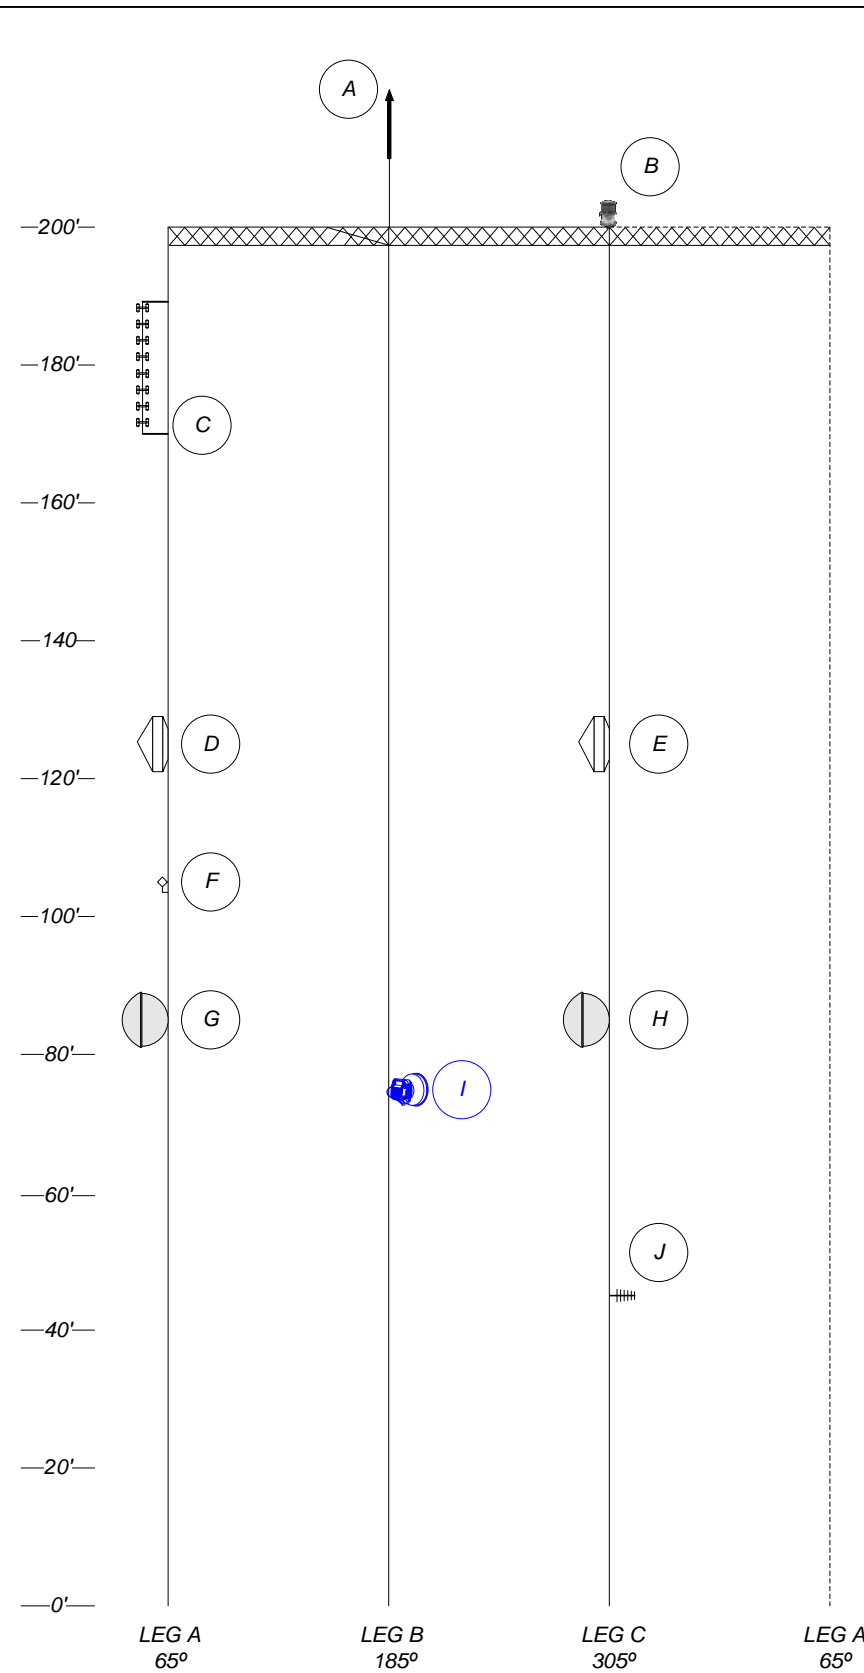 A
B
200'
180'
C
160'
140
D
E
120'
F
100'
G
H
80'
I
60'
J
40'
20'
0'
LEG A
65º
LEG B
185º
LEG C
305º
LEG A
65º